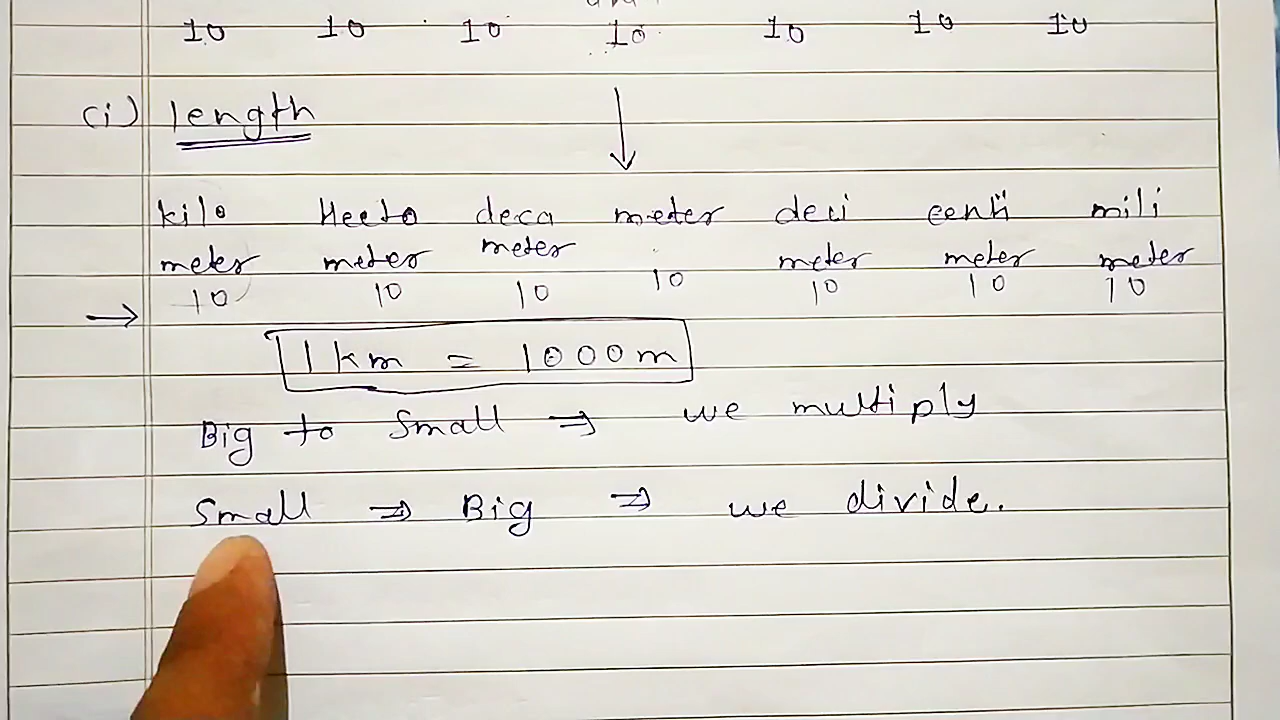 10 10 10 10 10 10 10
(i) length
kilo Hecto deca meter deci centi mili
meter meter meter meter meter meter
10 10 10 10 10 10 10
→ 1 km = 1000m
Big to Small ⇒ we multiply
Small ⇒ Big ⇒ we divide.